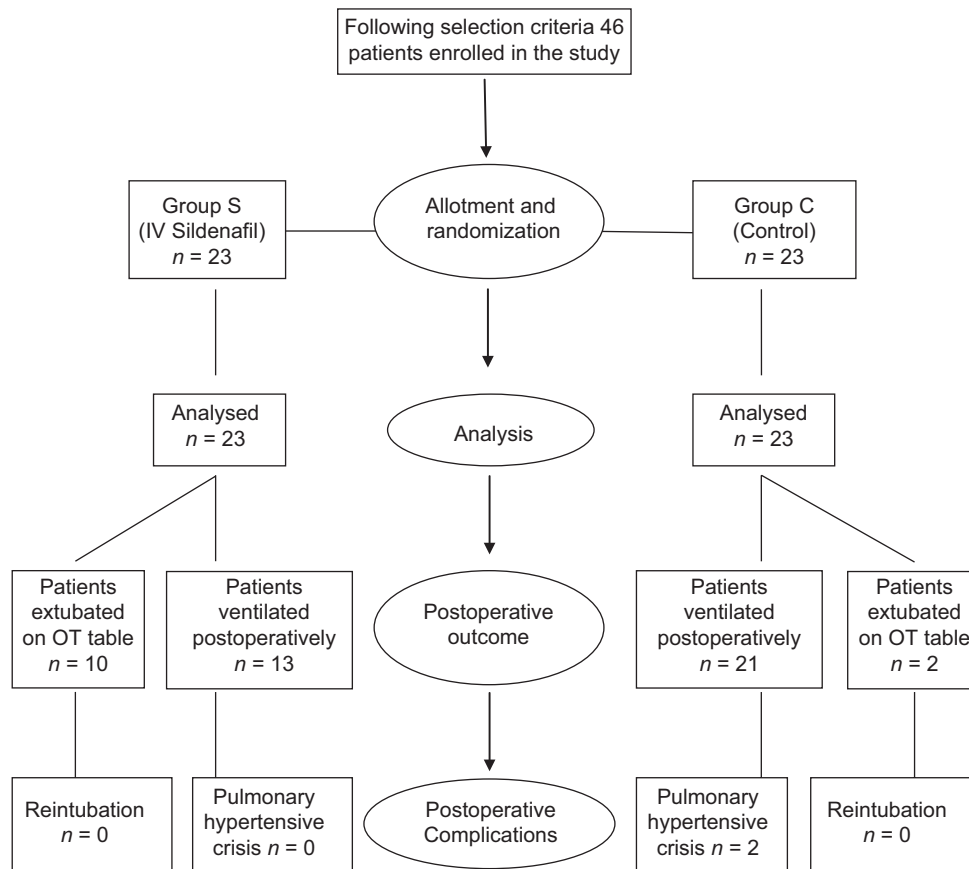 Following selection criteria 46
patients enrolled in the study
Group S
(IV Sildenafil)
n = 23
Allotment and
randomization
Group C
(Control)
n = 23
Analysed
n = 23
Analysis
Analysed
n = 23
Patients
extubated
on OT table
n = 10
Patients
ventilated
postoperatively
n = 13
Postoperative
outcome
Patients
ventilated
postoperatively
n = 21
Patients
extubated
on OT table
n = 2
Reintubation
n = 0
Pulmonary
hypertensive
crisis n = 0
Postoperative
Complications
Pulmonary
hypertensive
crisis n = 2
Reintubation
n = 0